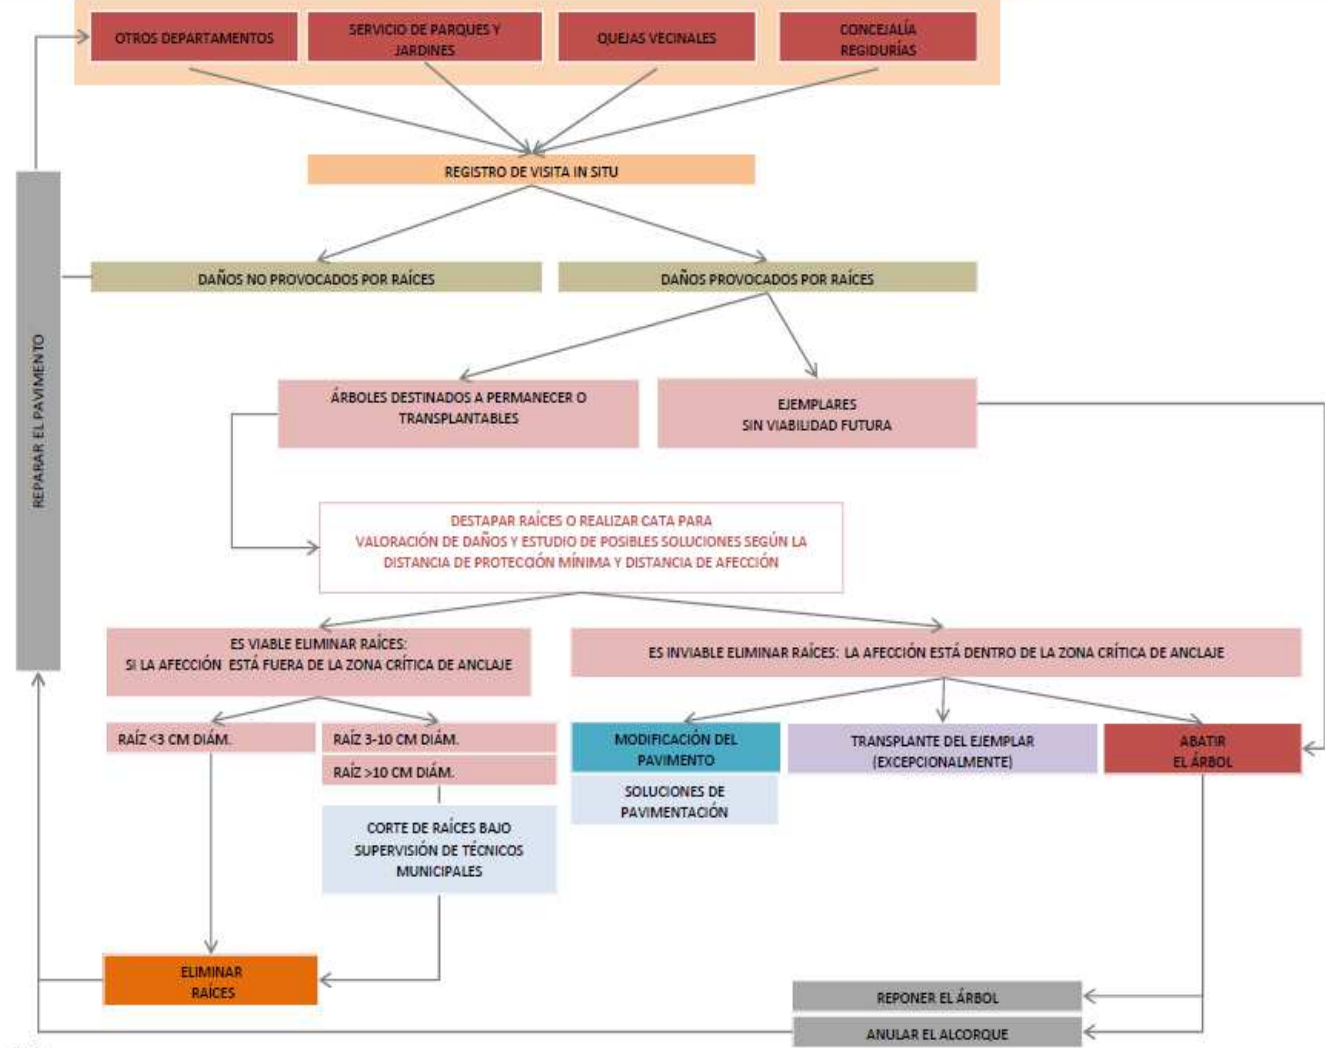 OTROS DEPARTAMENTOS
SERVICIO DE PARQUES Y
JARDINES
QUEJAS VECINALES
CONCEJALÍA
REGIDURÍAS
REGISTRO DE VISITA IN SITU
DAÑOS NO PROVOCADOS POR RAÍCES
DAÑOS PROVOCADOS POR RAÍCES
REPARAR EL PAVIMENTO
ÁRBOLES DESTINADOS A PERMANECER O
TRANSPLANTABLES
EJEMPLARES
SIN VIABILIDAD FUTURA
DESTAPAR RAÍCES O REALIZAR CATA PARA
VALORACIÓN DE DAÑOS Y ESTUDIO DE POSIBLES SOLUCIONES SEGÚN LA
DISTANCIA DE PROTECCIÓN MÍNIMA Y DISTANCIA DE AFECCIÓN
ES VIABLE ELIMINAR RAÍCES:
SI LA AFECCIÓN ESTÁ FUERA DE LA ZONA CRÍTICA DE ANCLAJE
ES INVIABLE ELIMINAR RAÍCES: LA AFECCIÓN ESTÁ DENTRO DE LA ZONA CRÍTICA DE ANCLAJE
RAÍZ <3 CM DIÁM.
RAÍZ 3-10 CM DIÁM.
RAÍZ >10 CM DIÁM.
MODIFICACIÓN DEL
PAVIMENTO
TRANSPLANTE DEL EJEMPLAR
(EXCEPCIONALMENTE)
ABATIR
EL ÁRBOL
SOLUCIONES DE
PAVIMENTACIÓN
CORTE DE RAÍCES BAJO
SUPERVISIÓN DE TÉCNICOS
MUNICIPALES
ELIMINAR
RAÍCES
REPONER EL ÁRBOL
ANULAR EL ALCORQUE